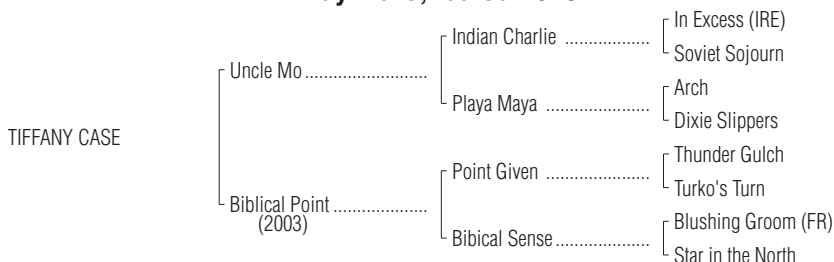 In Excess (IRE)
Indian Charlie ..................
Soviet Sojourn
Uncle Mo ..........................
Arch
Playa Maya ......................
Dixie Slippers
TIFFANY CASE
Thunder Gulch
Point Given ......................
Turko's Turn
Biblical Point ....................
(2003)
Blushing Groom (FR)
Bibical Sense ....................
Star in the North